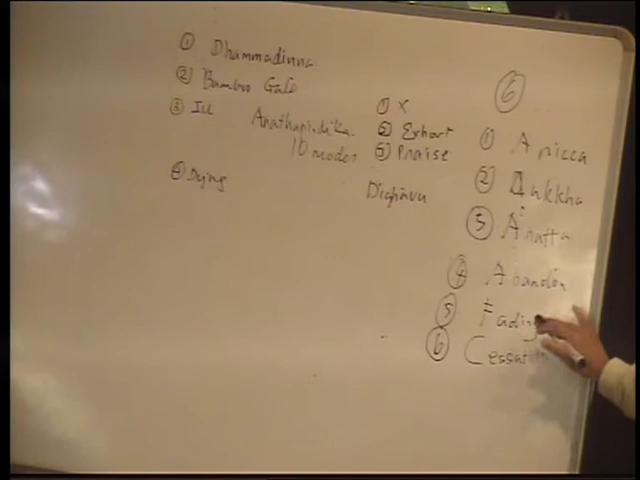 ① Dhammadinna
② Bamboo Gate
③ Ill Anathapindika
10 modes
④ Dying
① X
② Exhort
③ Praise
Dighavu
⑥
① Anicca
② Dukkha
③ Anatta
④ Abandon
⑤ Fading
⑥ Cessation